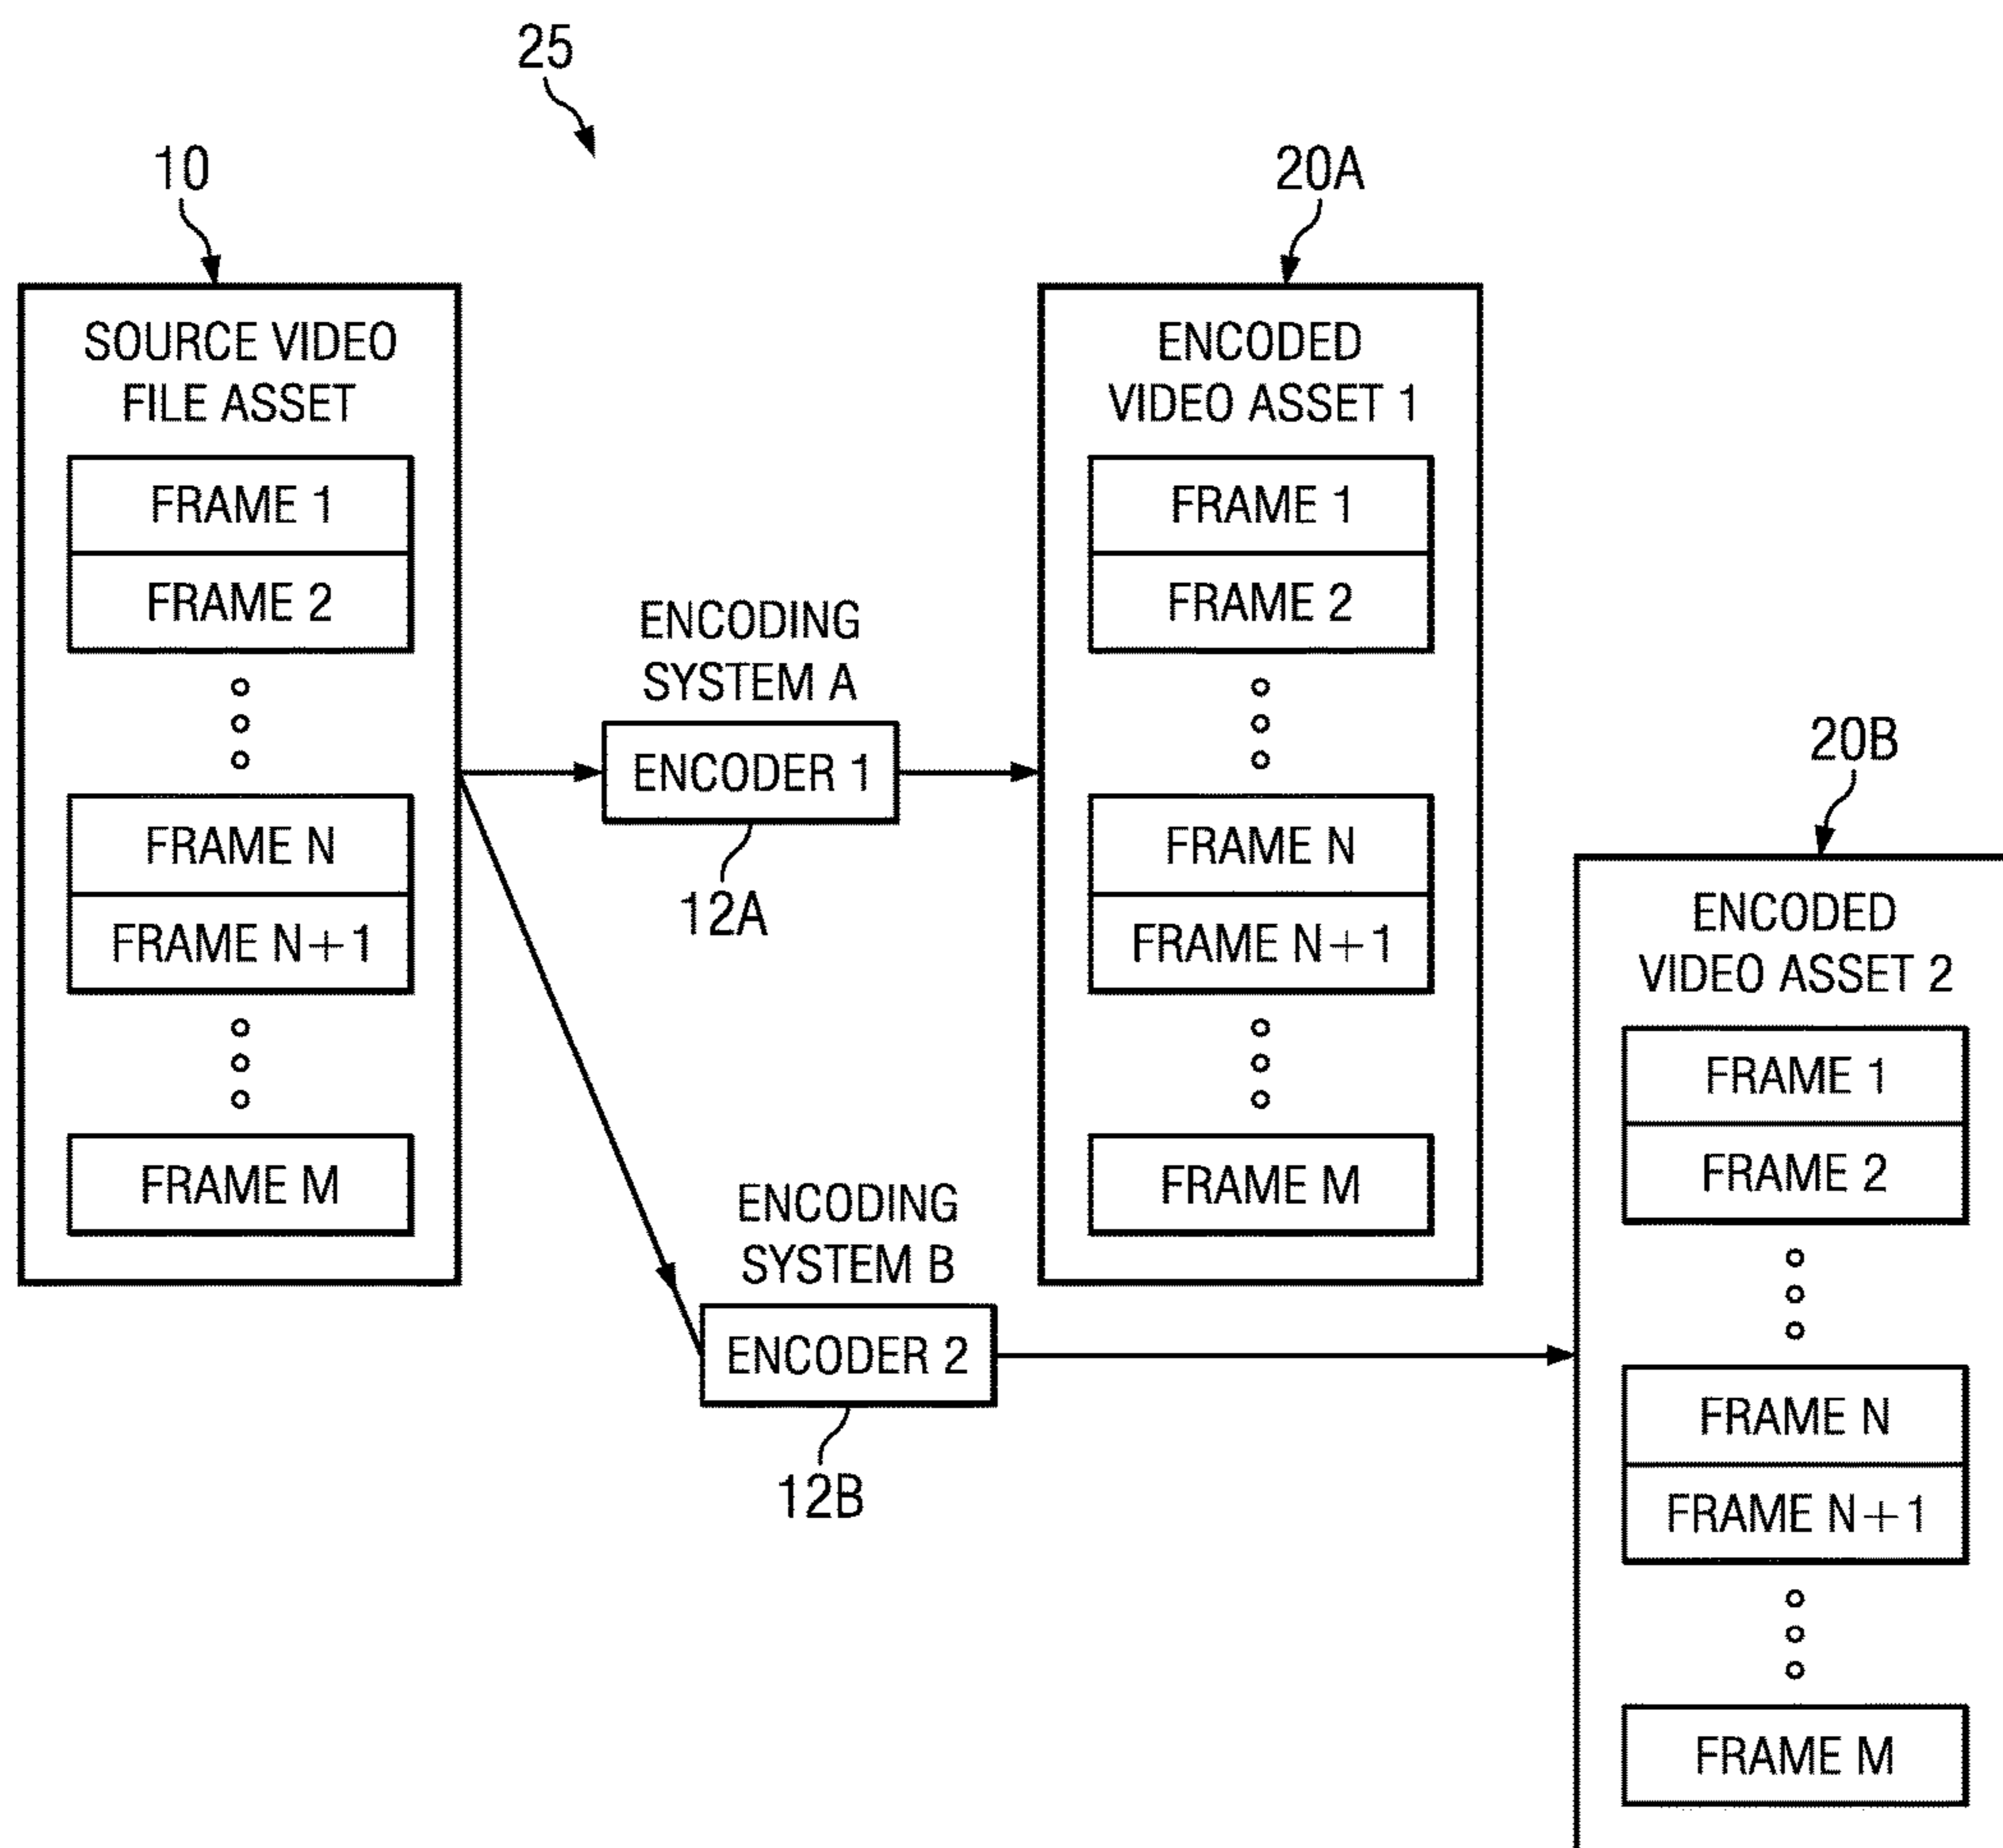 25
10
SOURCE VIDEO
FILE ASSET
FRAME 1
FRAME 2
FRAME N
FRAME N+1
FRAME M
ENCODING
SYSTEM A
ENCODER 1
12A
ENCODING
SYSTEM B
ENCODER 2
12B
20A
ENCODED
VIDEO ASSET 1
FRAME 1
FRAME 2
FRAME N
FRAME N+1
FRAME M
20B
ENCODED
VIDEO ASSET 2
FRAME 1
FRAME 2
FRAME N
FRAME N+1
FRAME M